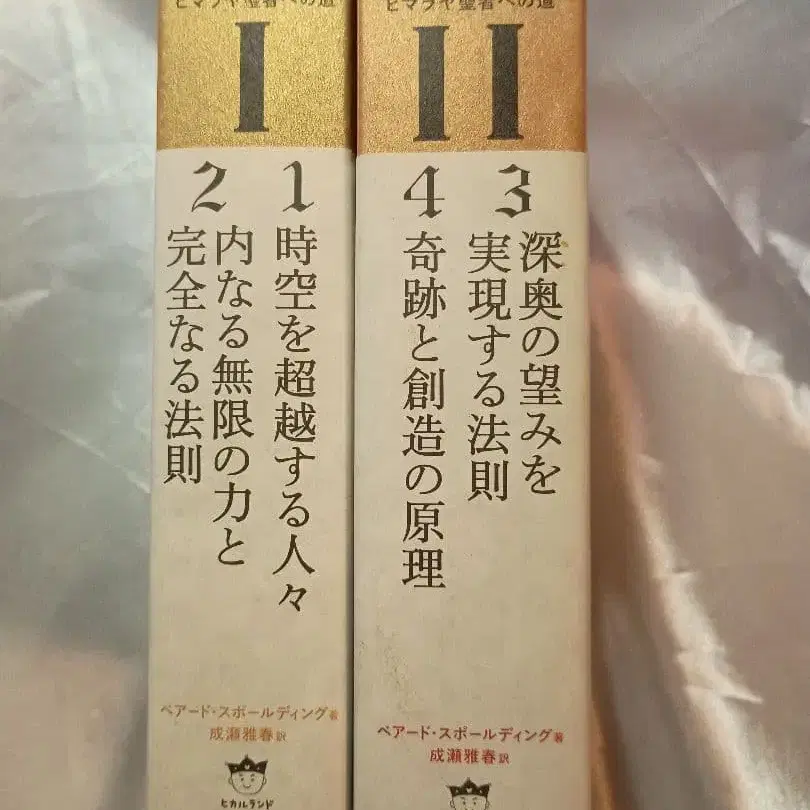 ヒマラヤ聖者への道
I
1
時空を超越する人々
2
内なる無限の力と
完全なる法則
ベアード・スポールディング 著
成瀬雅春 訳
ヒカルランド
ヒマラヤ聖者への道
II
3
深奥の望みを
実現する法則
4
奇跡と創造の原理
ベアード・スポールディング 著
成瀬雅春 訳